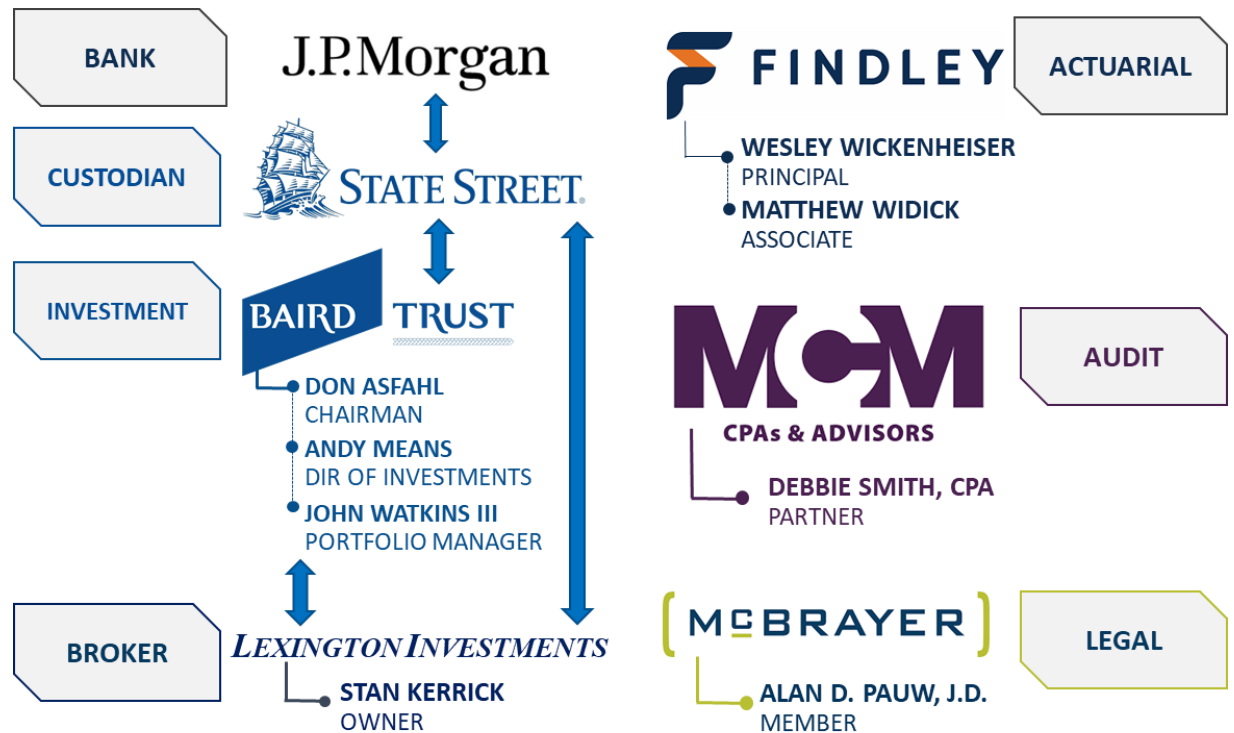 BANK
J.P.Morgan
CUSTODIAN
STATE STREET®
INVESTMENT
BAIRD TRUST
DON ASFAHL
CHAIRMAN
ANDY MEANS
DIR OF INVESTMENTS
JOHN WATKINS III
PORTFOLIO MANAGER
BROKER
LEXINGTON INVESTMENTS
STAN KERRICK
OWNER
FINDLEY
ACTUARIAL
WESLEY WICKENHEISER
PRINCIPAL
MATTHEW WIDICK
ASSOCIATE
MCM
CPAs & ADVISORS
AUDIT
DEBBIE SMITH, CPA
PARTNER
[MCBRAYER]
LEGAL
ALAN D. PAUW, J.D.
MEMBER